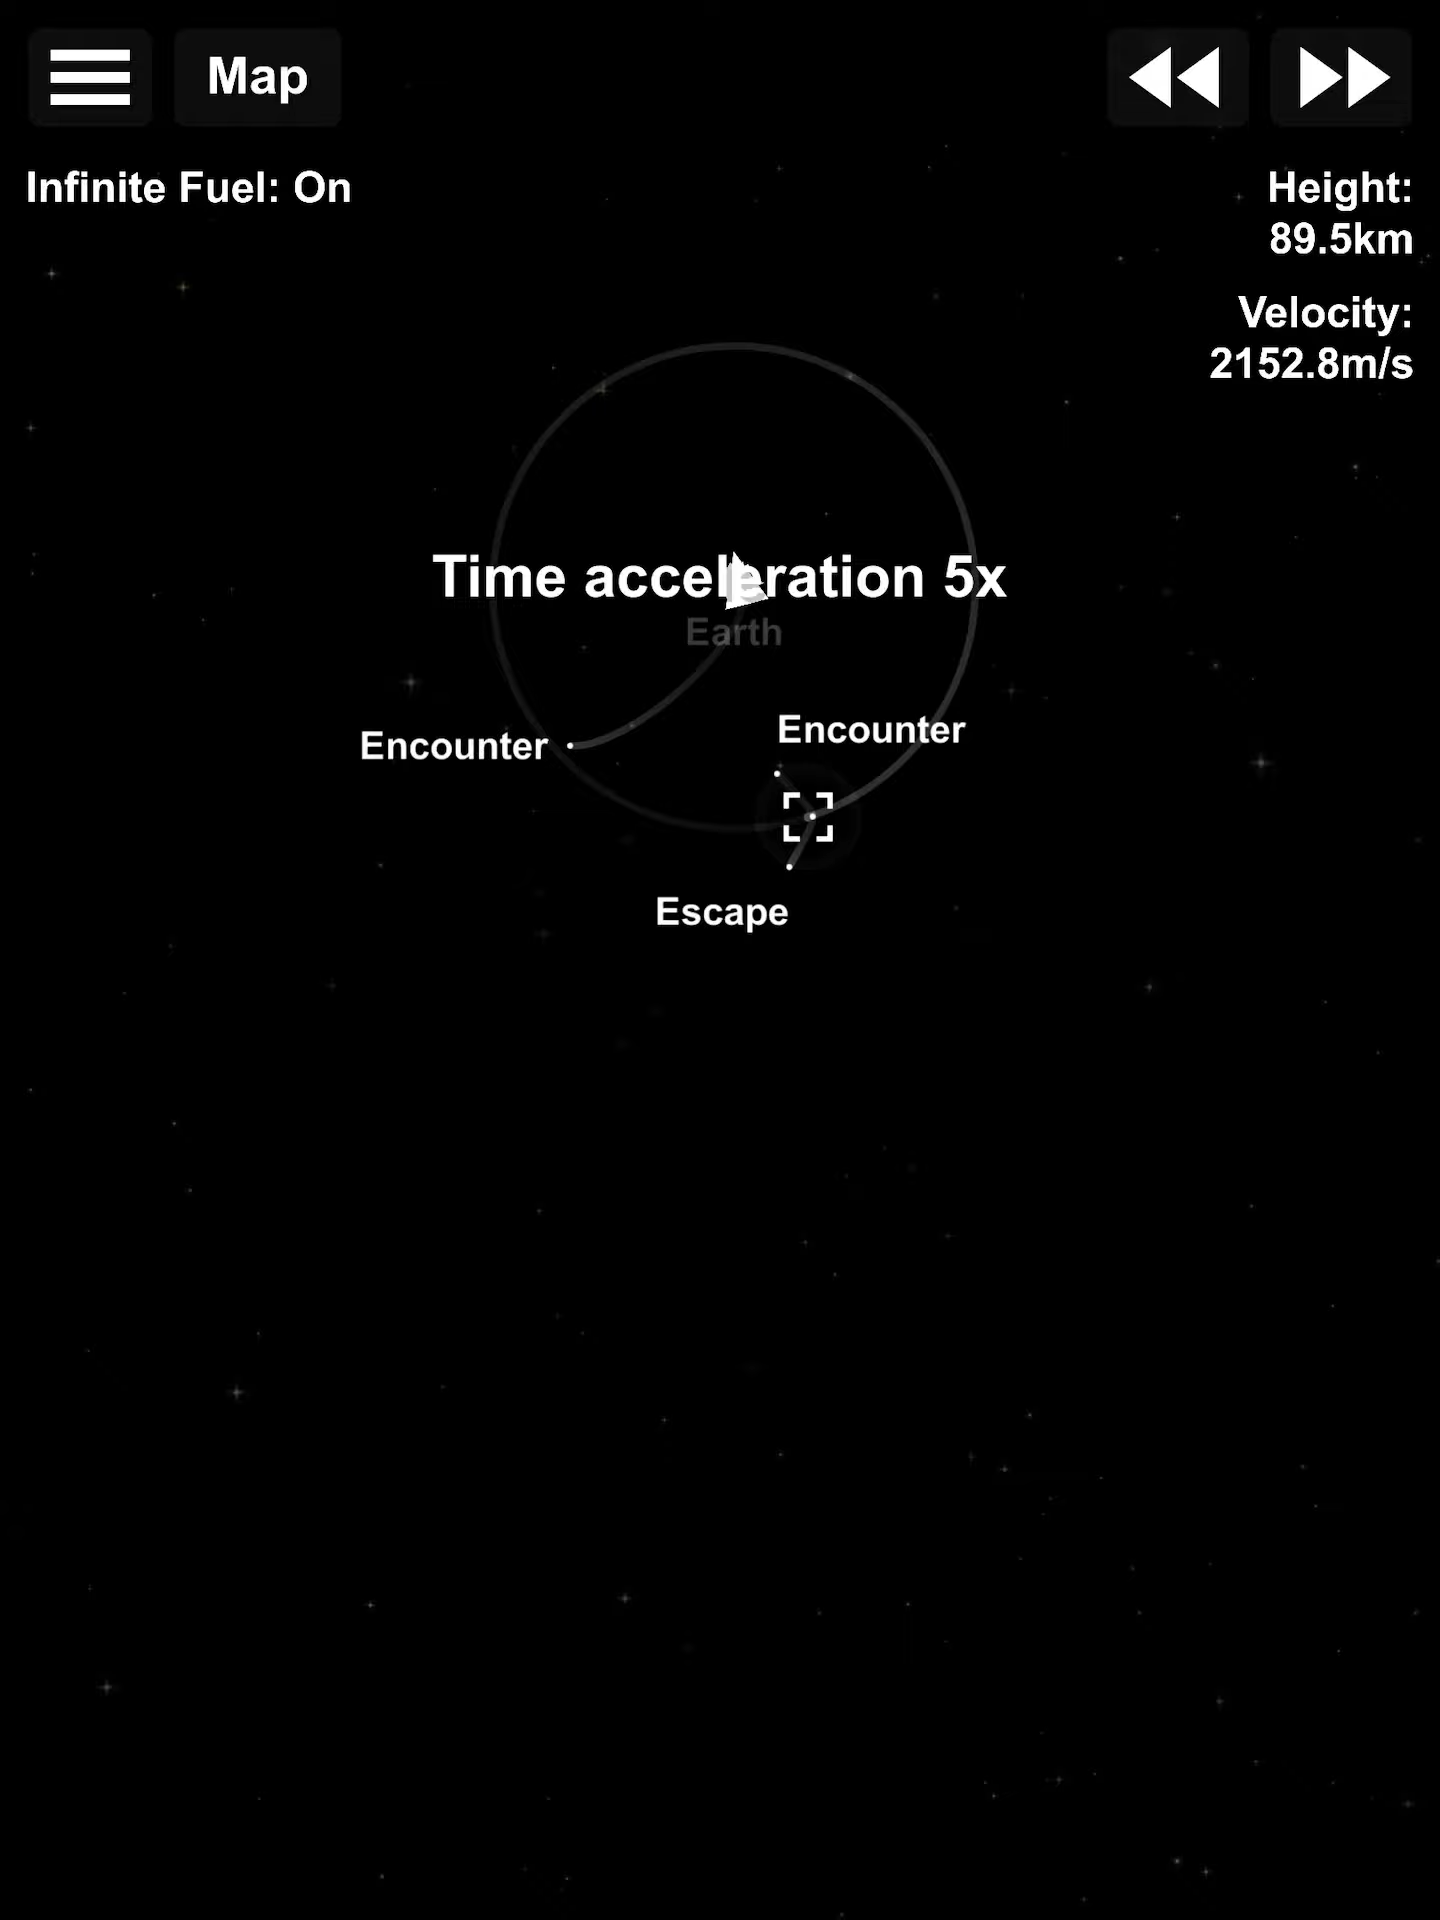 Map
Infinite Fuel: On
Height:
89.5km
Velocity:
2152.8m/s
Time acceleration 5x
Earth
Encounter
Encounter
Escape